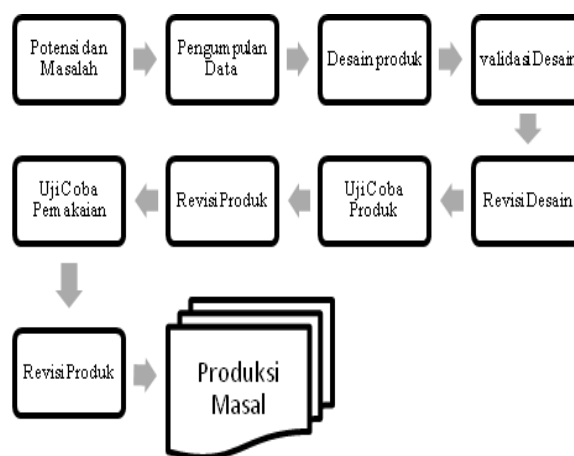 Potensi dan
Masalah
Pengumpulan
Data
Desain produk
validasi Desain
Revisi Desain
Uji Coba
Produk
Revisi Produk
Uji Coba
Pemakaian
Revisi Produk
Produksi
Masal